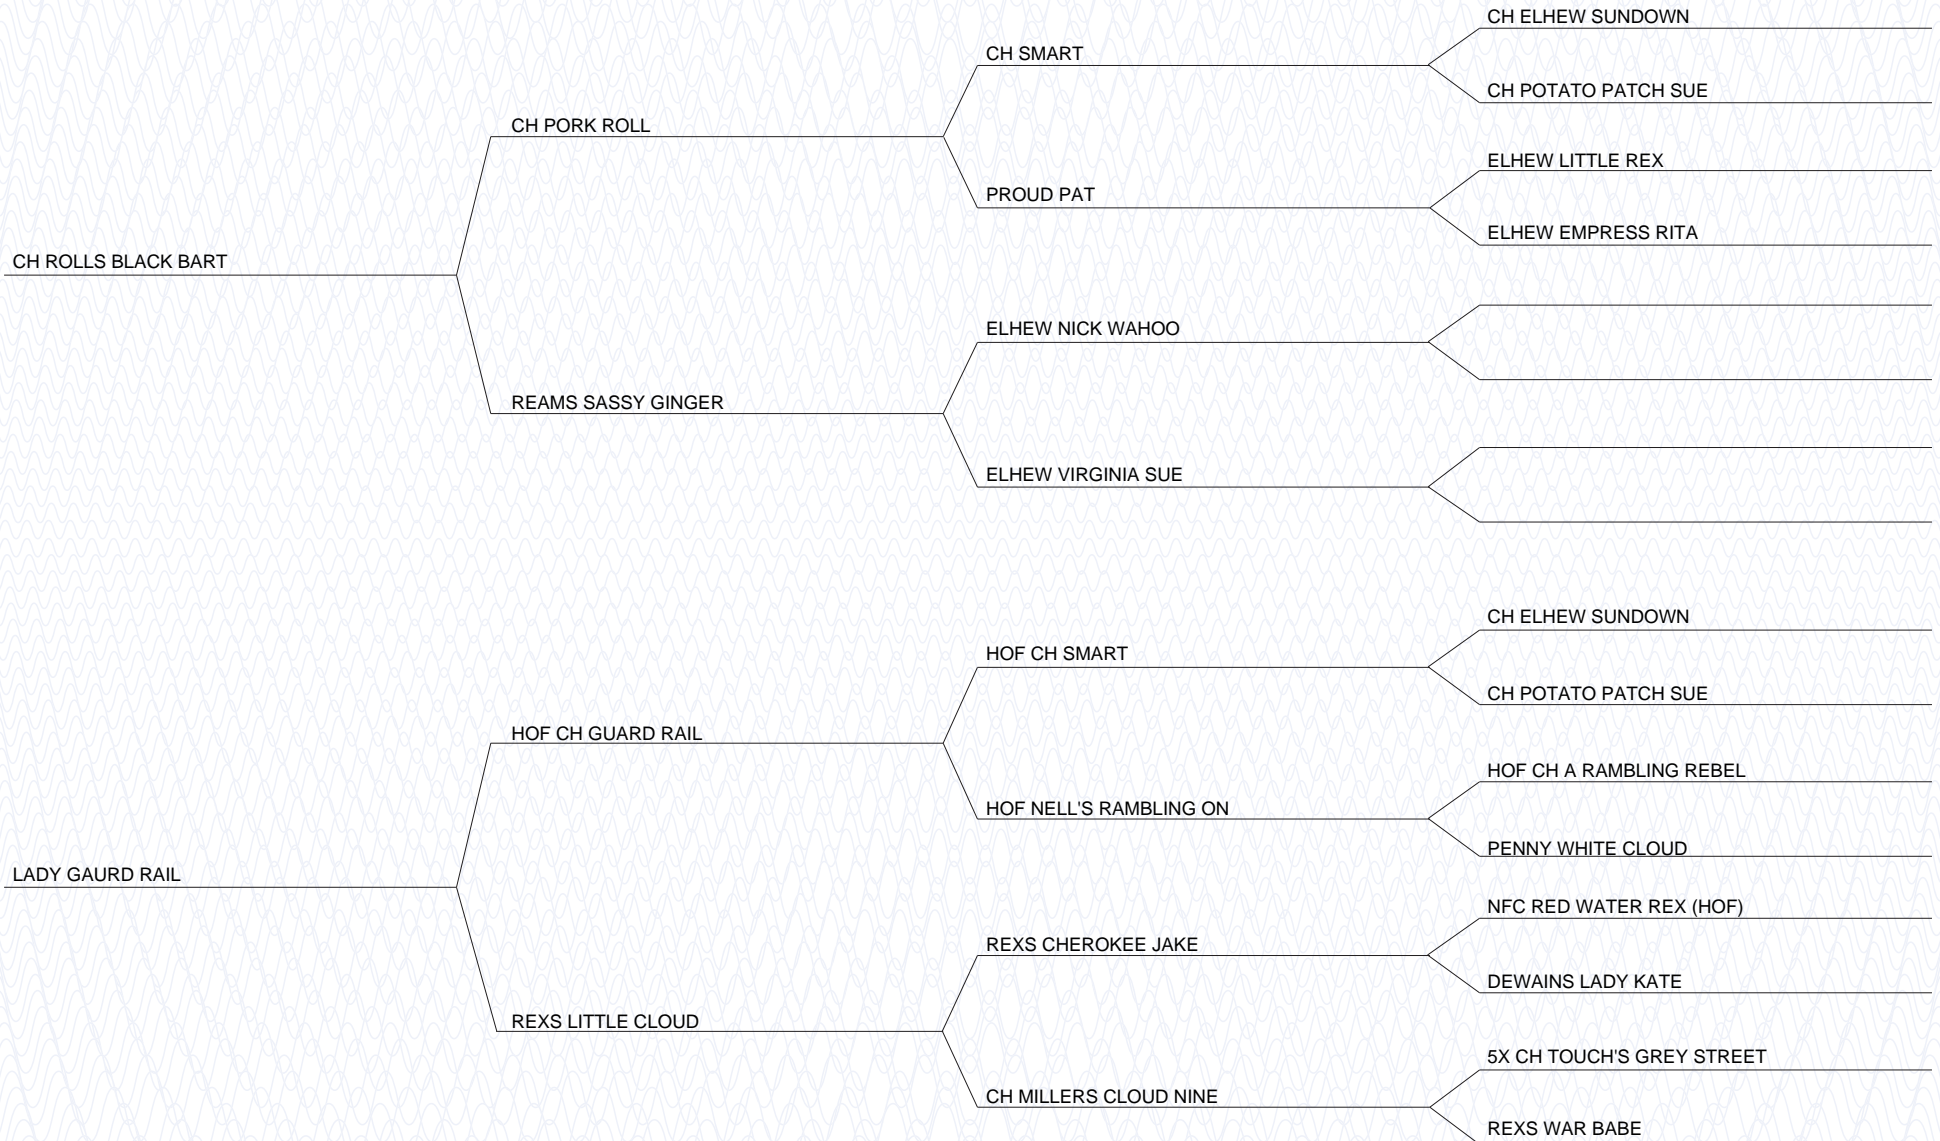 CH ELHEW SUNDOWN
CH SMART
CH POTATO PATCH SUE
CH PORK ROLL
ELHEW LITTLE REX
PROUD PAT
ELHEW EMPRESS RITA
CH ROLLS BLACK BART
ELHEW NICK WAHOO
REAMS SASSY GINGER
ELHEW VIRGINIA SUE
CH ELHEW SUNDOWN
HOF CH SMART
CH POTATO PATCH SUE
HOF CH GUARD RAIL
HOF CH A RAMBLING REBEL
HOF NELL'S RAMBLING ON
PENNY WHITE CLOUD
LADY GAURD RAIL
NFC RED WATER REX (HOF)
REXS CHEROKEE JAKE
DEWAINS LADY KATE
REXS LITTLE CLOUD
5X CH TOUCH'S GREY STREET
CH MILLERS CLOUD NINE
REXS WAR BABE